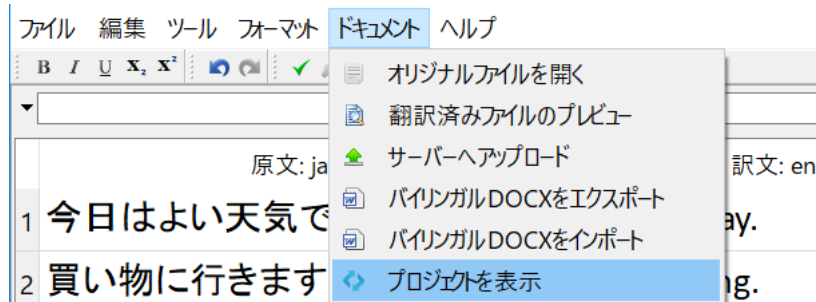 ファイル 編集 ツール フォーマット ドキュメント ヘルプ
B I U X₂ X²
オリジナルファイルを開く
翻訳済みファイルのプレビュー
サーバーへアップロード
原文: ja 訳文: en
バイリンガルDOCXをエクスポート
1 今日はよい天気で ay.
バイリンガルDOCXをインポート
2 買い物に行きます プロジェクトを表示 ng.